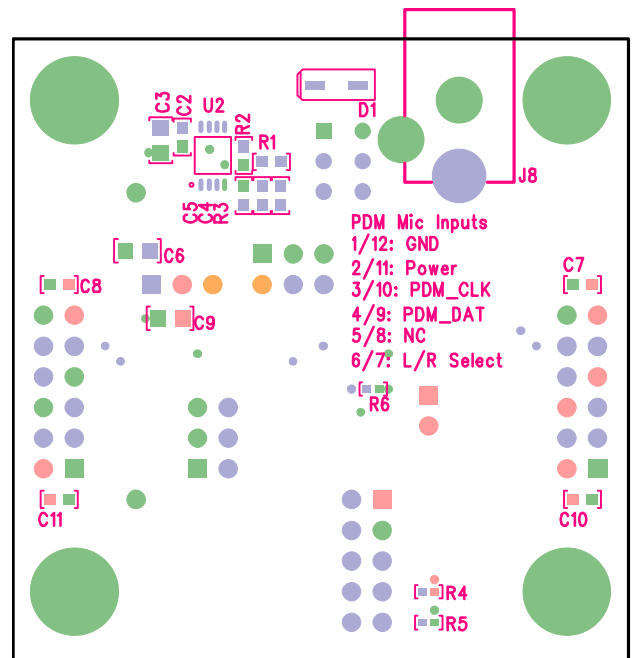 C3
C2
U2
R2
R1
D1
J8
C5
C4
R3
PDM Mic Inputs
1/12: GND
2/11: Power
3/10: PDM_CLK
4/9: PDM_DAT
5/8: NC
6/7: L/R Select
C6
C7
C8
C9
R6
C11
C10
R4
R5